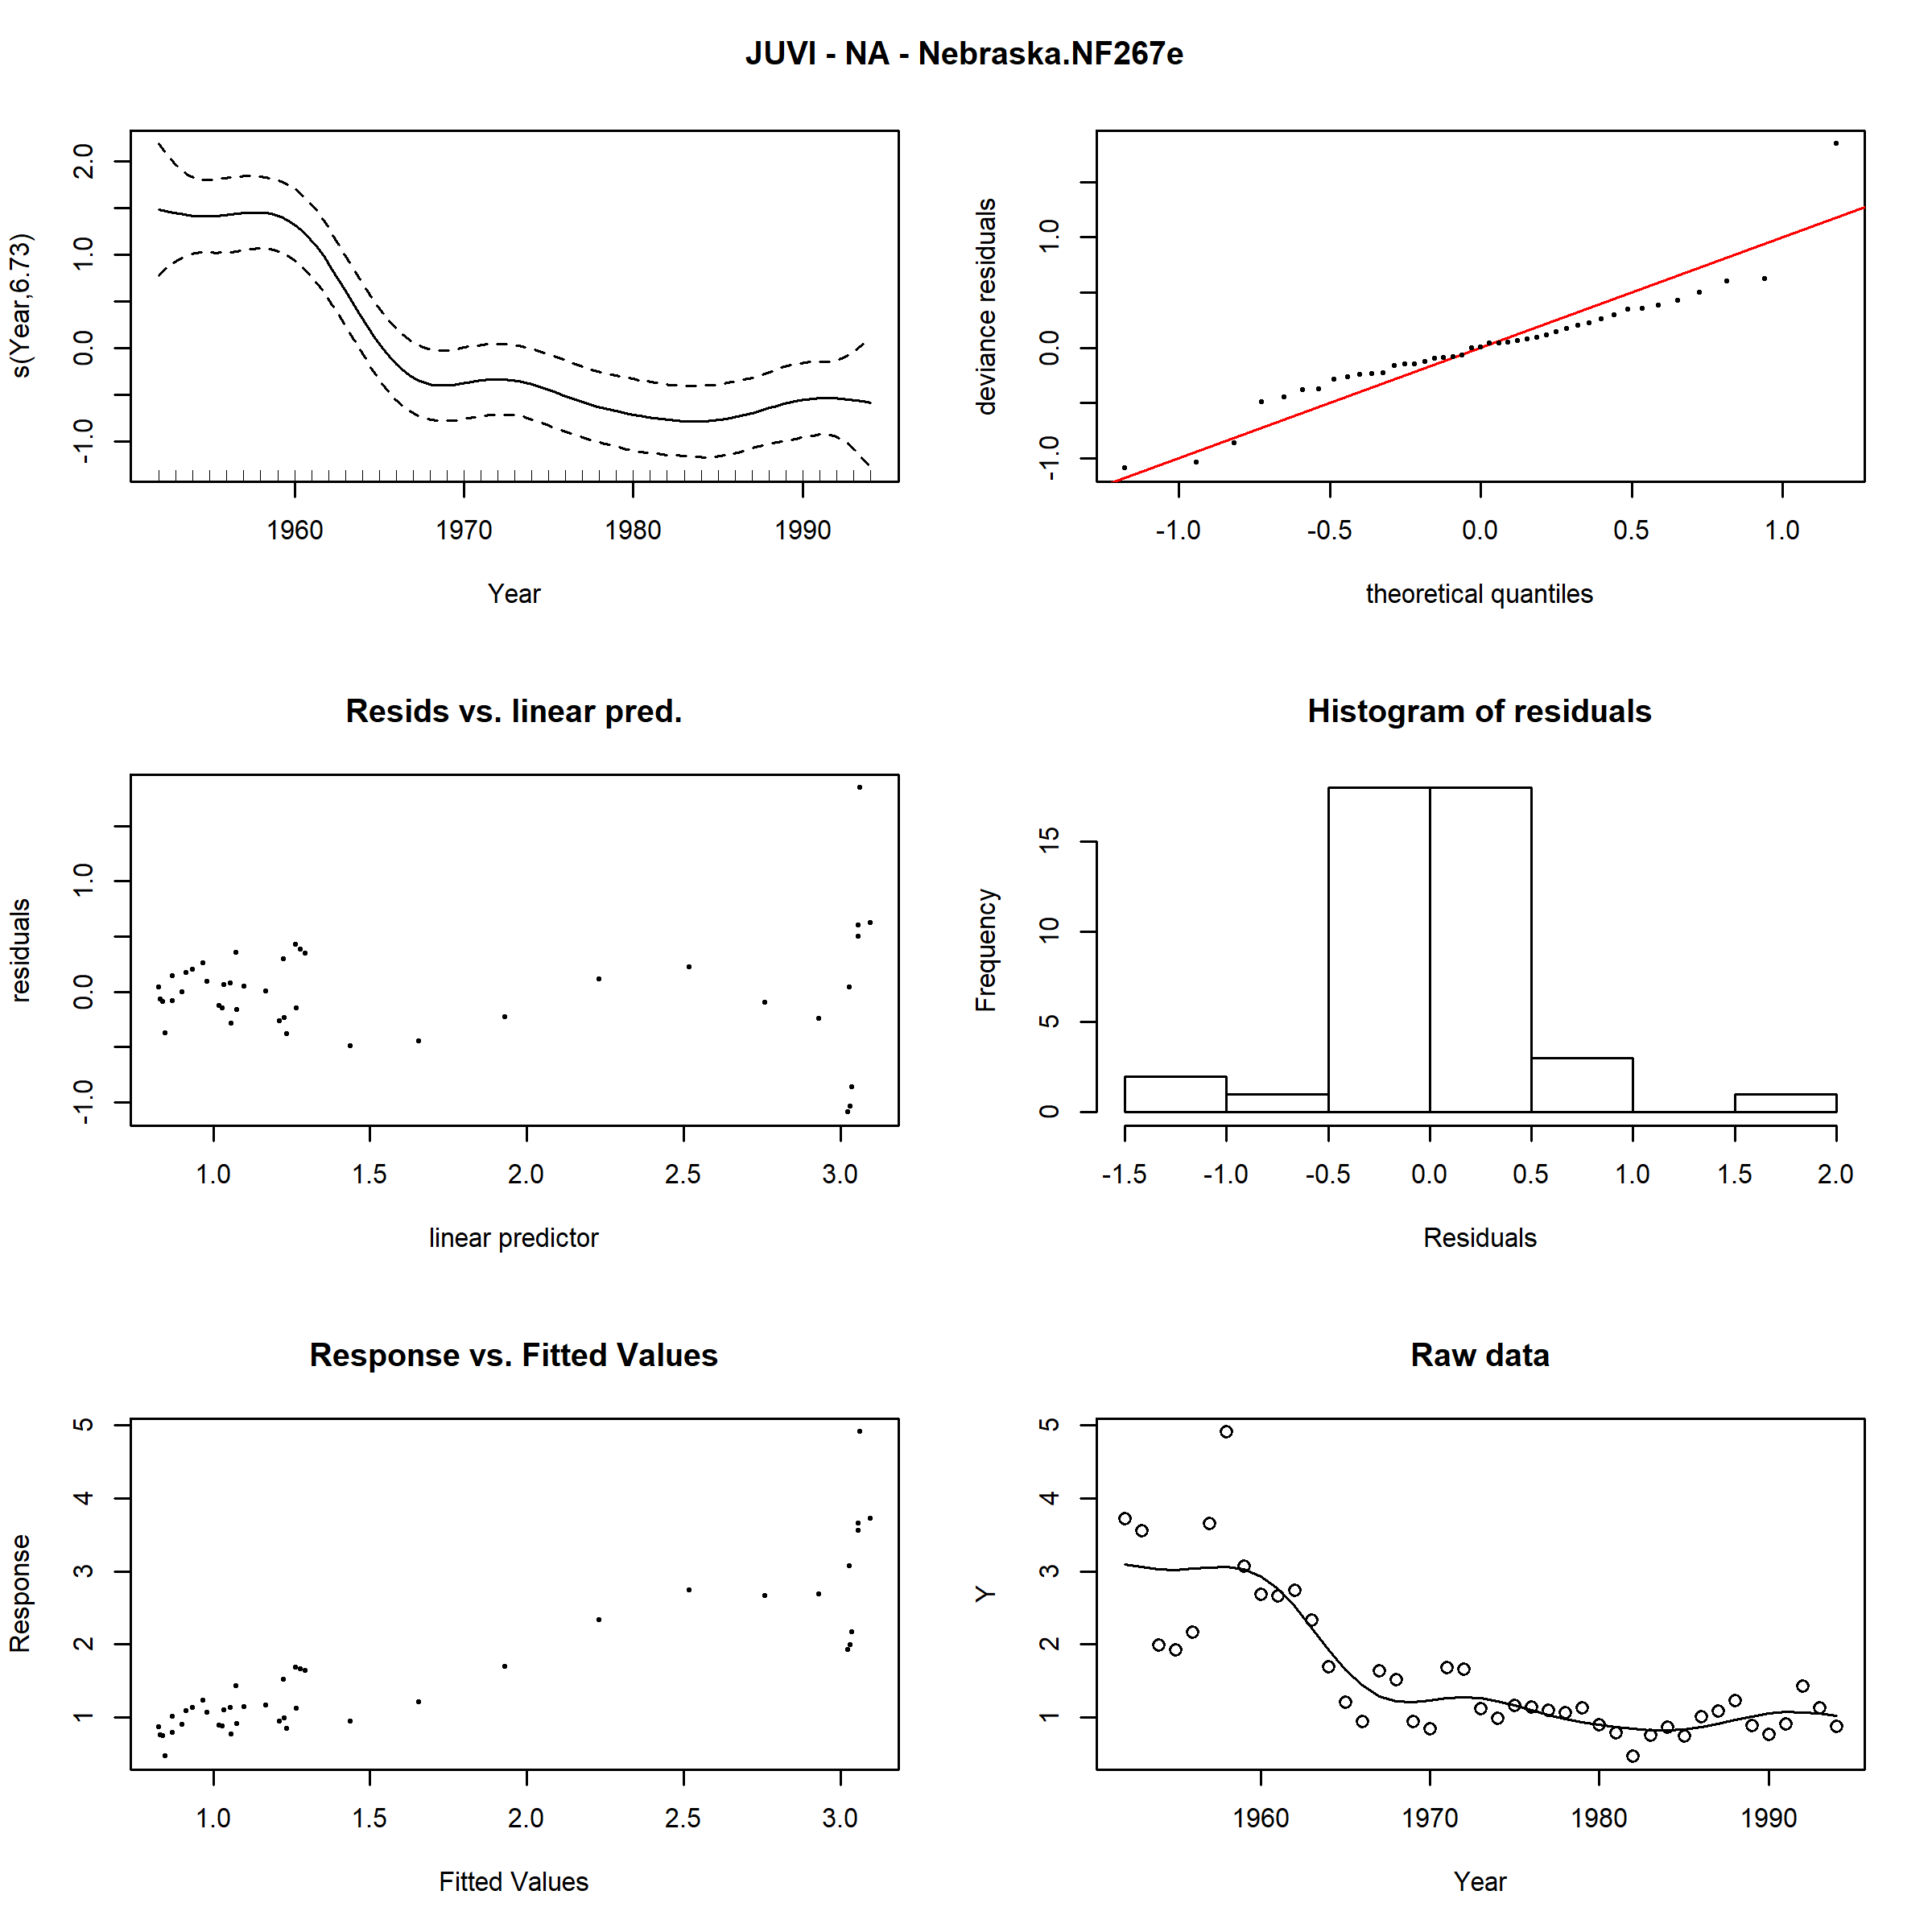 JUVI - NA - Nebraska.NF267e
s(Year,6.73)
-1.0 0.0 1.0 2.0
1960 1970 1980 1990
Year
deviance residuals
-1.0 0.0 1.0
-1.0 -0.5 0.0 0.5 1.0
theoretical quantiles
Resids vs. linear pred.
residuals
-1.0 0.0 1.0
1.0 1.5 2.0 2.5 3.0
linear predictor
Histogram of residuals
Frequency
0 5 10 15
-1.5 -1.0 -0.5 0.0 0.5 1.0 1.5 2.0
Residuals
Response vs. Fitted Values
Response
1 2 3 4 5
1.0 1.5 2.0 2.5 3.0
Fitted Values
Raw data
Y
1 2 3 4 5
1960 1970 1980 1990
Year